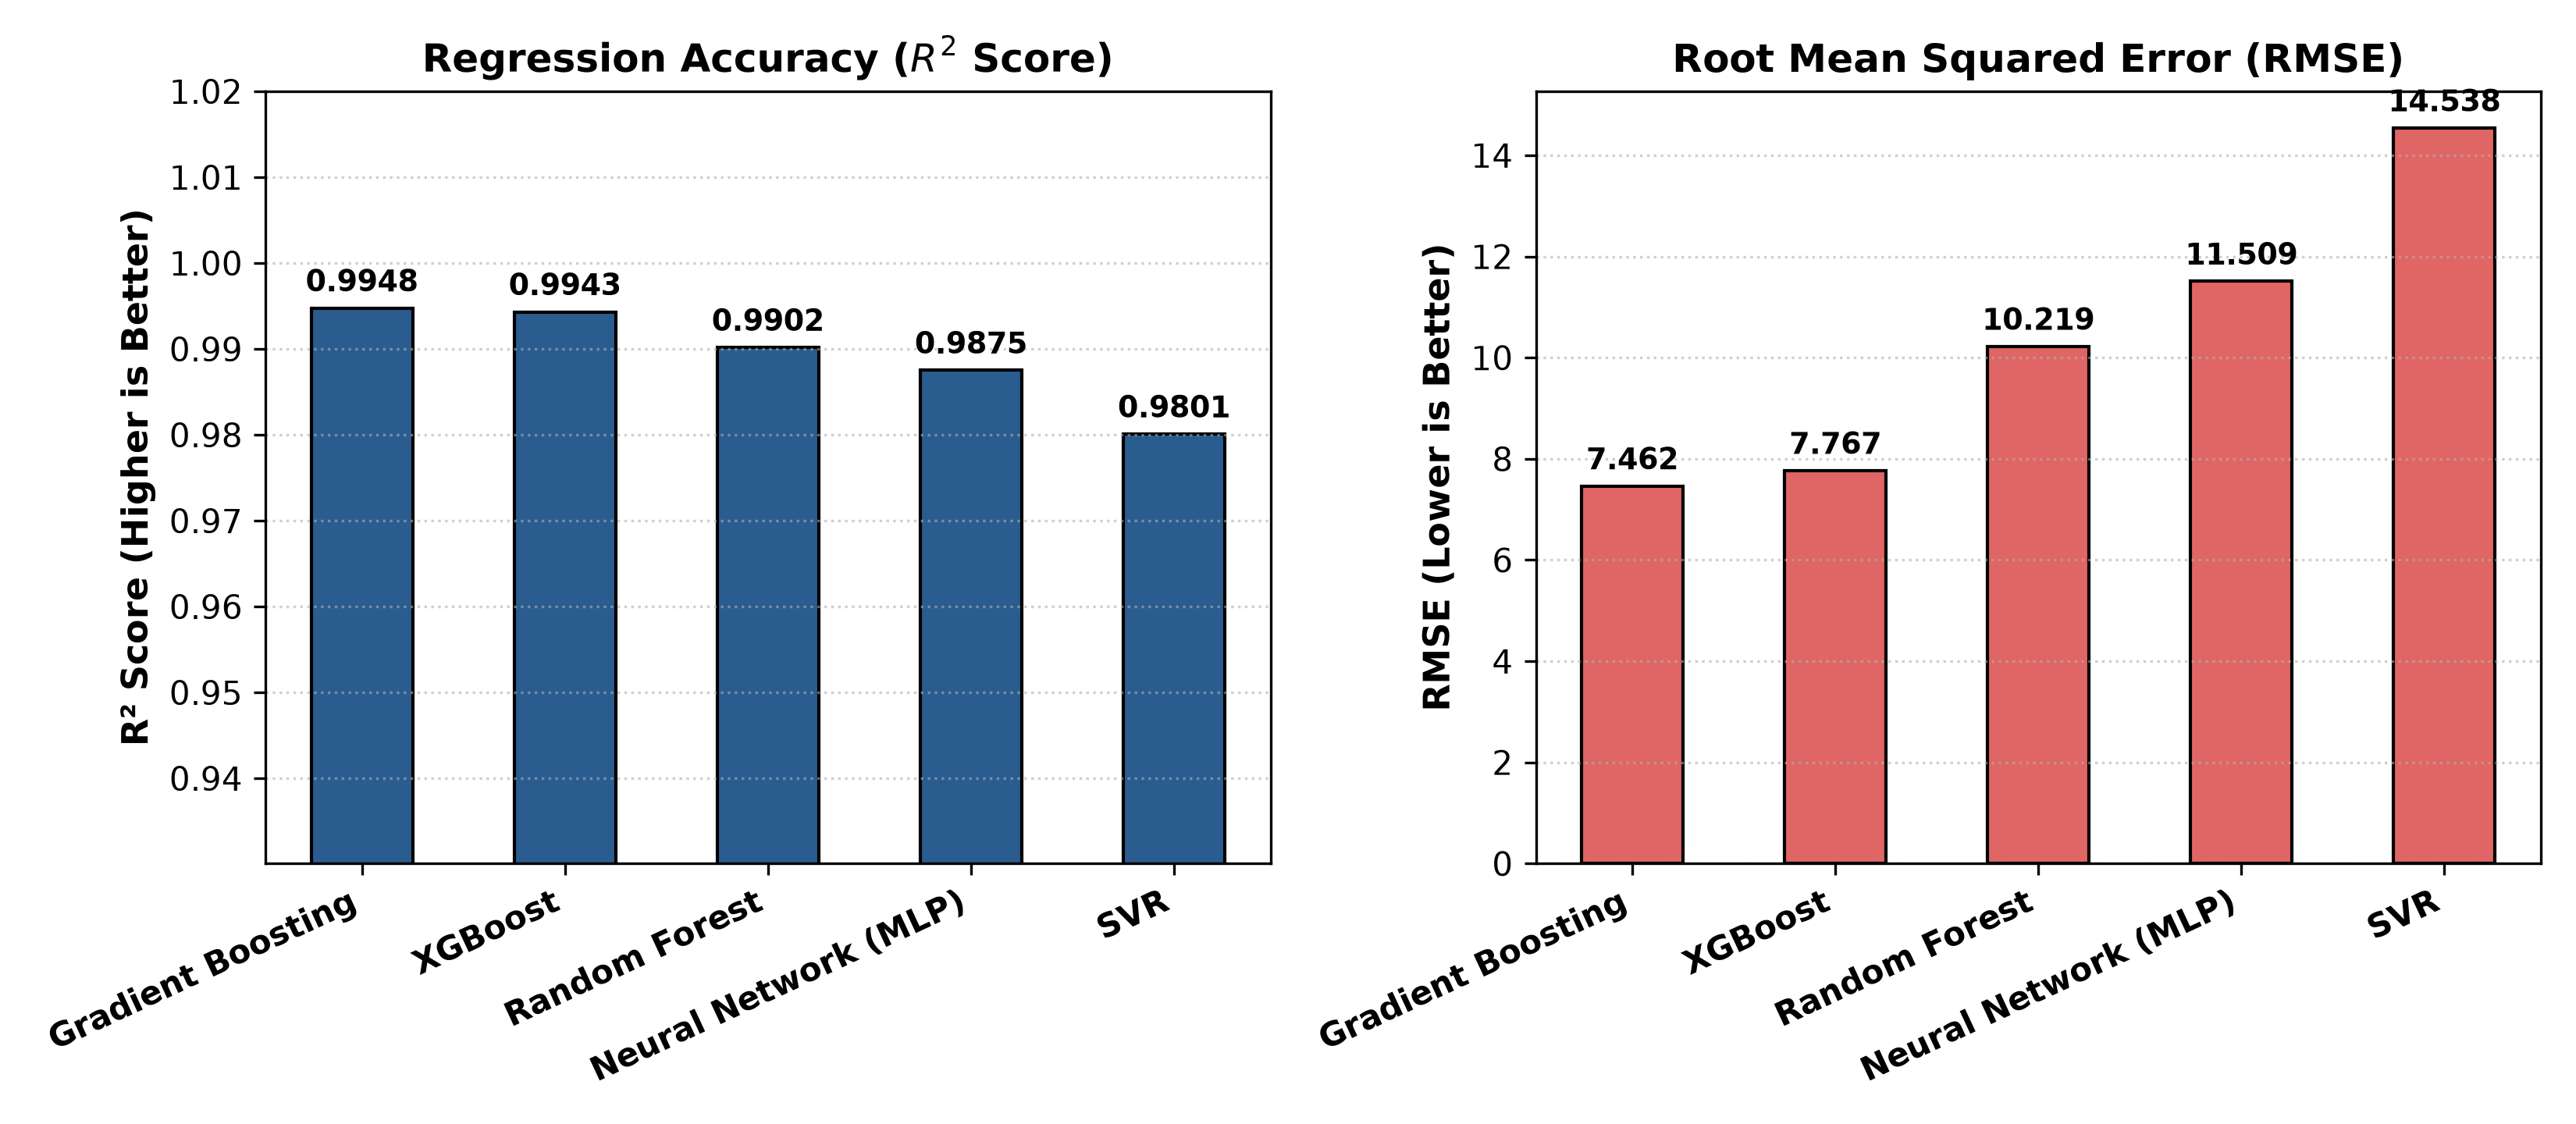 Regression Accuracy (R² Score)
R² Score (Higher is Better)
1.02
1.01
1.00
0.99
0.98
0.97
0.96
0.95
0.94
0.9948
0.9943
0.9902
0.9875
0.9801
Gradient Boosting
XGBoost
Random Forest
Neural Network (MLP)
SVR
Root Mean Squared Error (RMSE)
RMSE (Lower is Better)
14
12
10
8
6
4
2
0
7.462
7.767
10.219
11.509
14.538
Gradient Boosting
XGBoost
Random Forest
Neural Network (MLP)
SVR